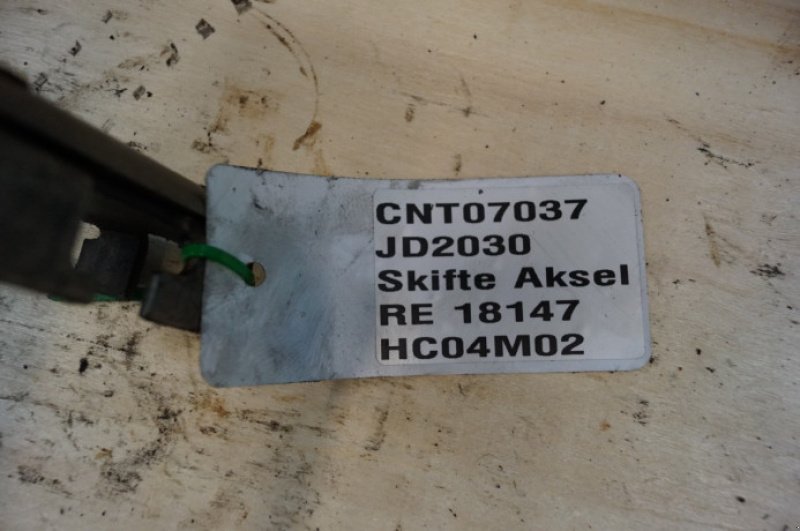 CNT07037
JD2030
Skifte Aksel
RE 18147
HC04M02